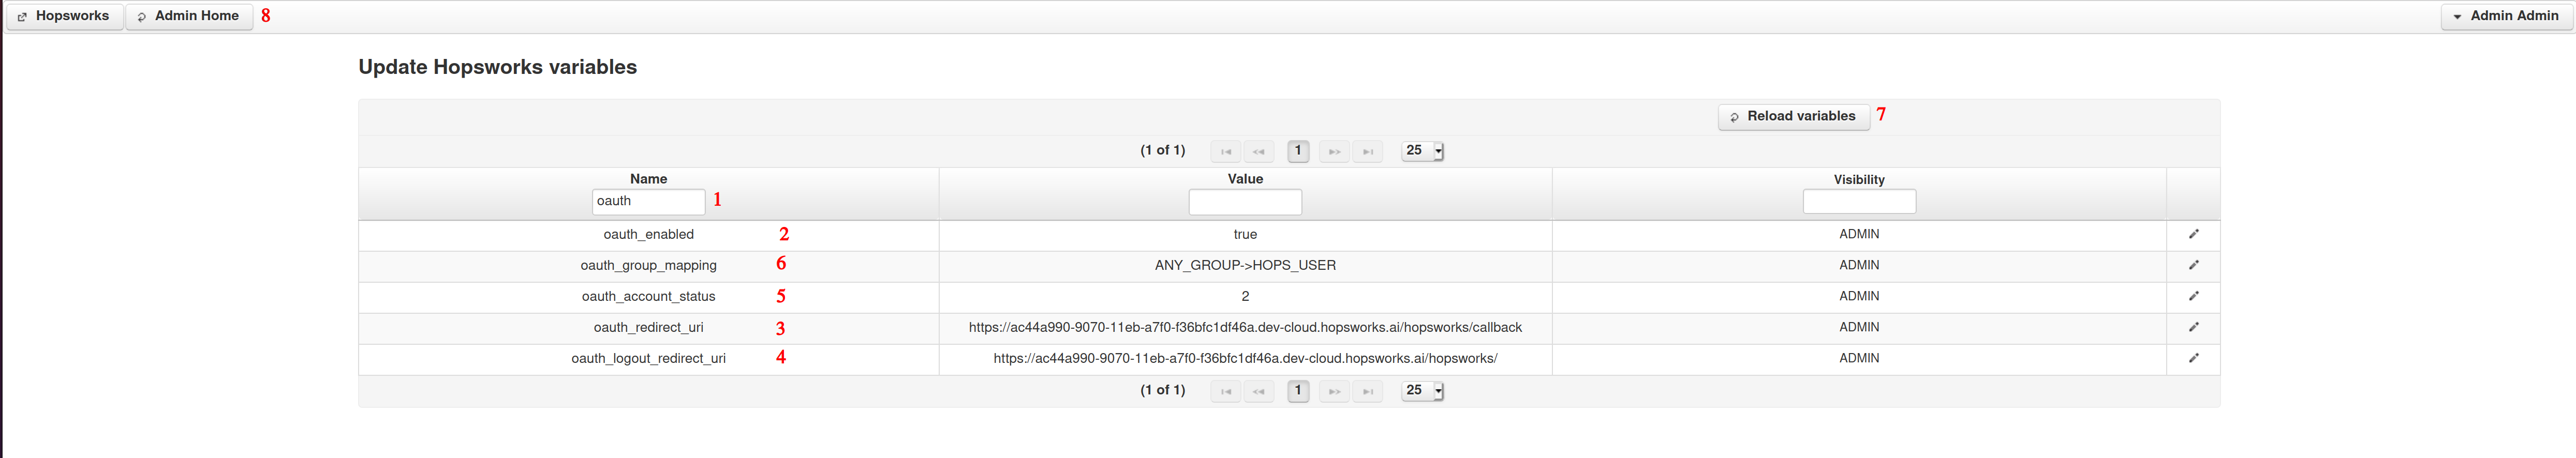 Hopsworks Admin Home 8 Admin Admin
Update Hopsworks variables
Reload variables 7
(1 of 1) 1 25
Name Value Visibility
oauth 1
oauth_enabled 2 true ADMIN
oauth_group_mapping 6 ANY_GROUP->HOPS_USER ADMIN
oauth_account_status 5 2 ADMIN
oauth_redirect_uri 3 https://ac44a990-9070-11eb-a7f0-f36bfc1df46a.dev-cloud.hopsworks.ai/hopsworks/callback ADMIN
oauth_logout_redirect_uri 4 https://ac44a990-9070-11eb-a7f0-f36bfc1df46a.dev-cloud.hopsworks.ai/hopsworks/ ADMIN
(1 of 1) 1 25